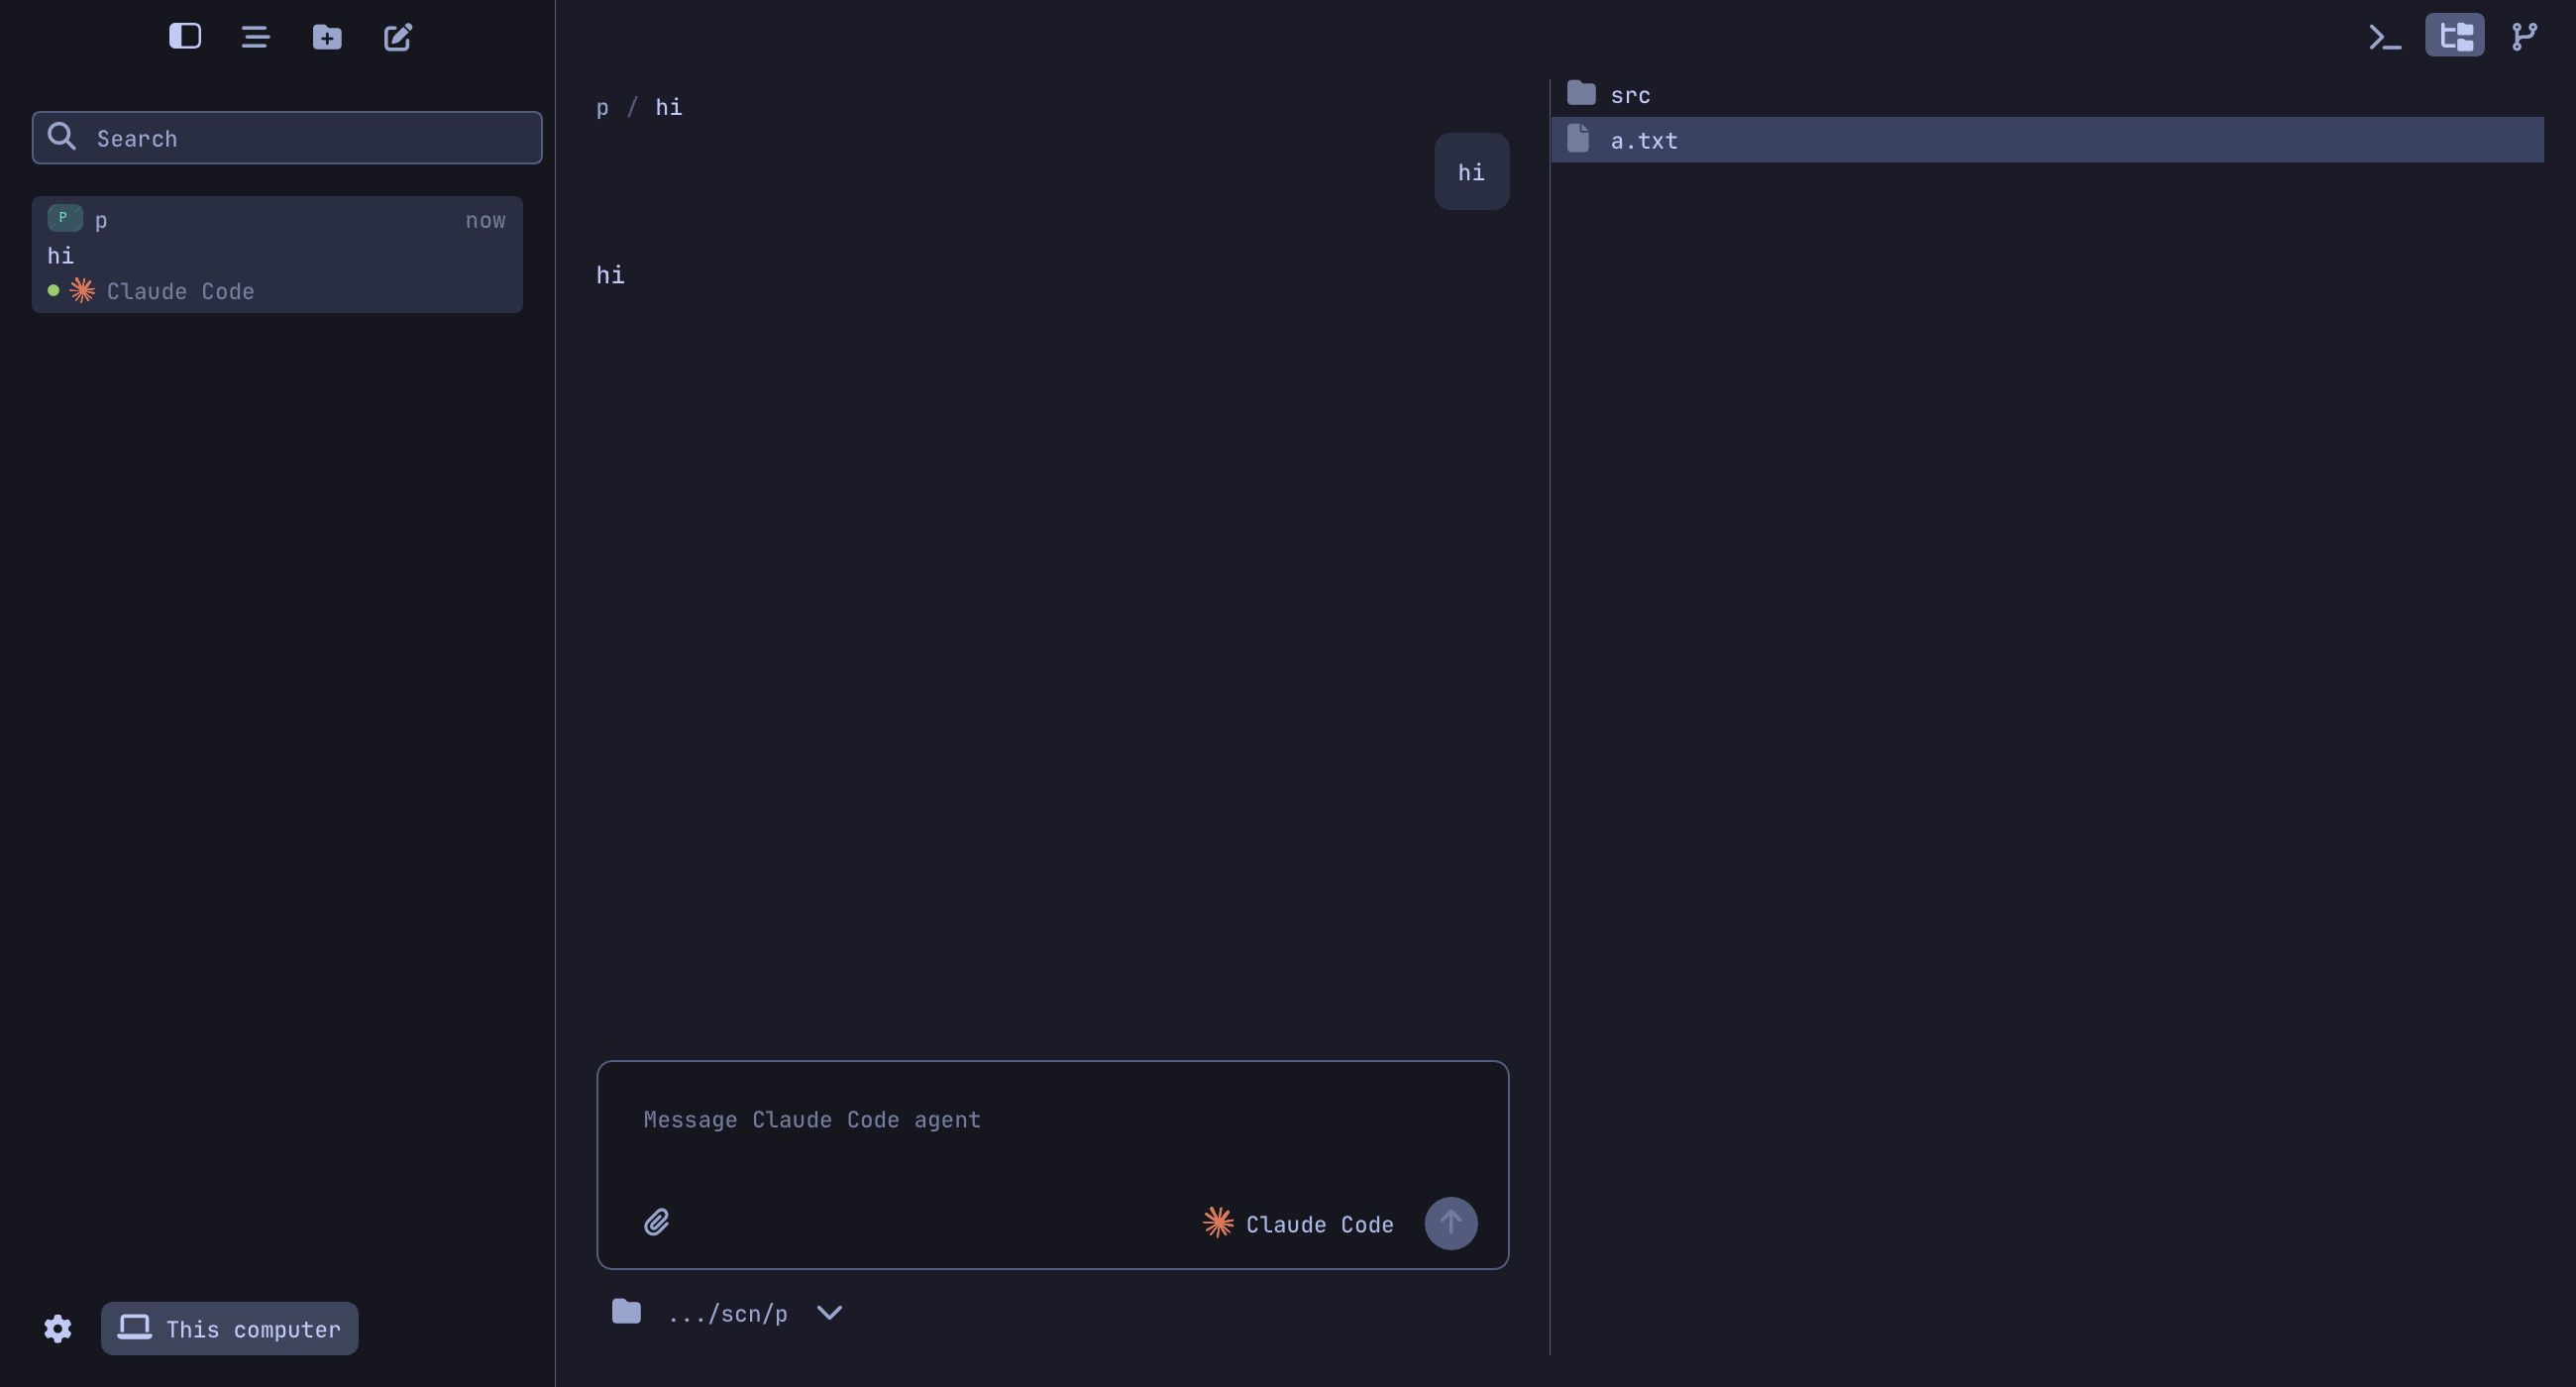 Search
P p now
hi
Claude Code
This computer
p / hi
hi
hi
Message Claude Code agent
Claude Code
.../scn/p
src
a.txt